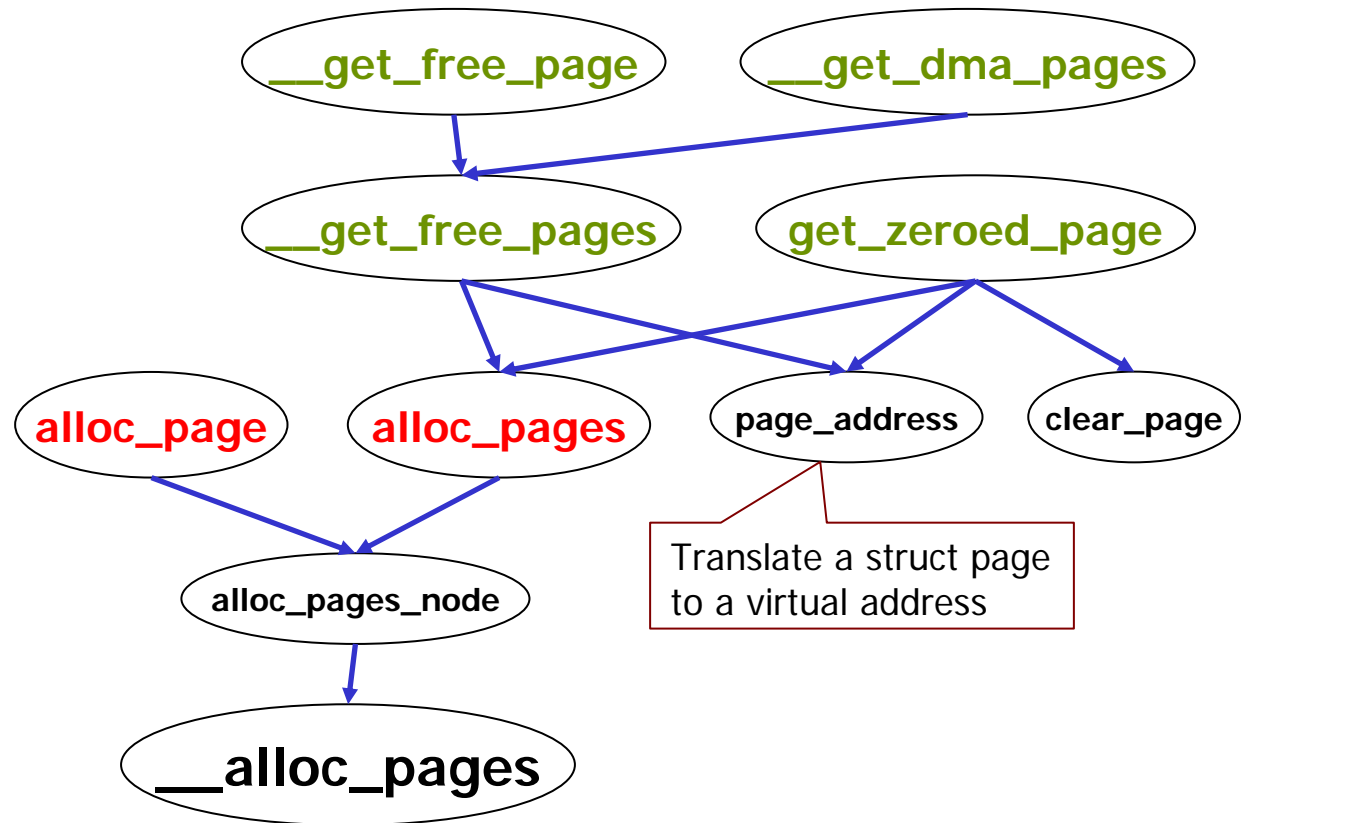 __get_free_page
__get_dma_pages
__get_free_pages
get_zeroed_page
alloc_page
alloc_pages
page_address
clear_page
Translate a struct page
to a virtual address
alloc_pages_node
__alloc_pages